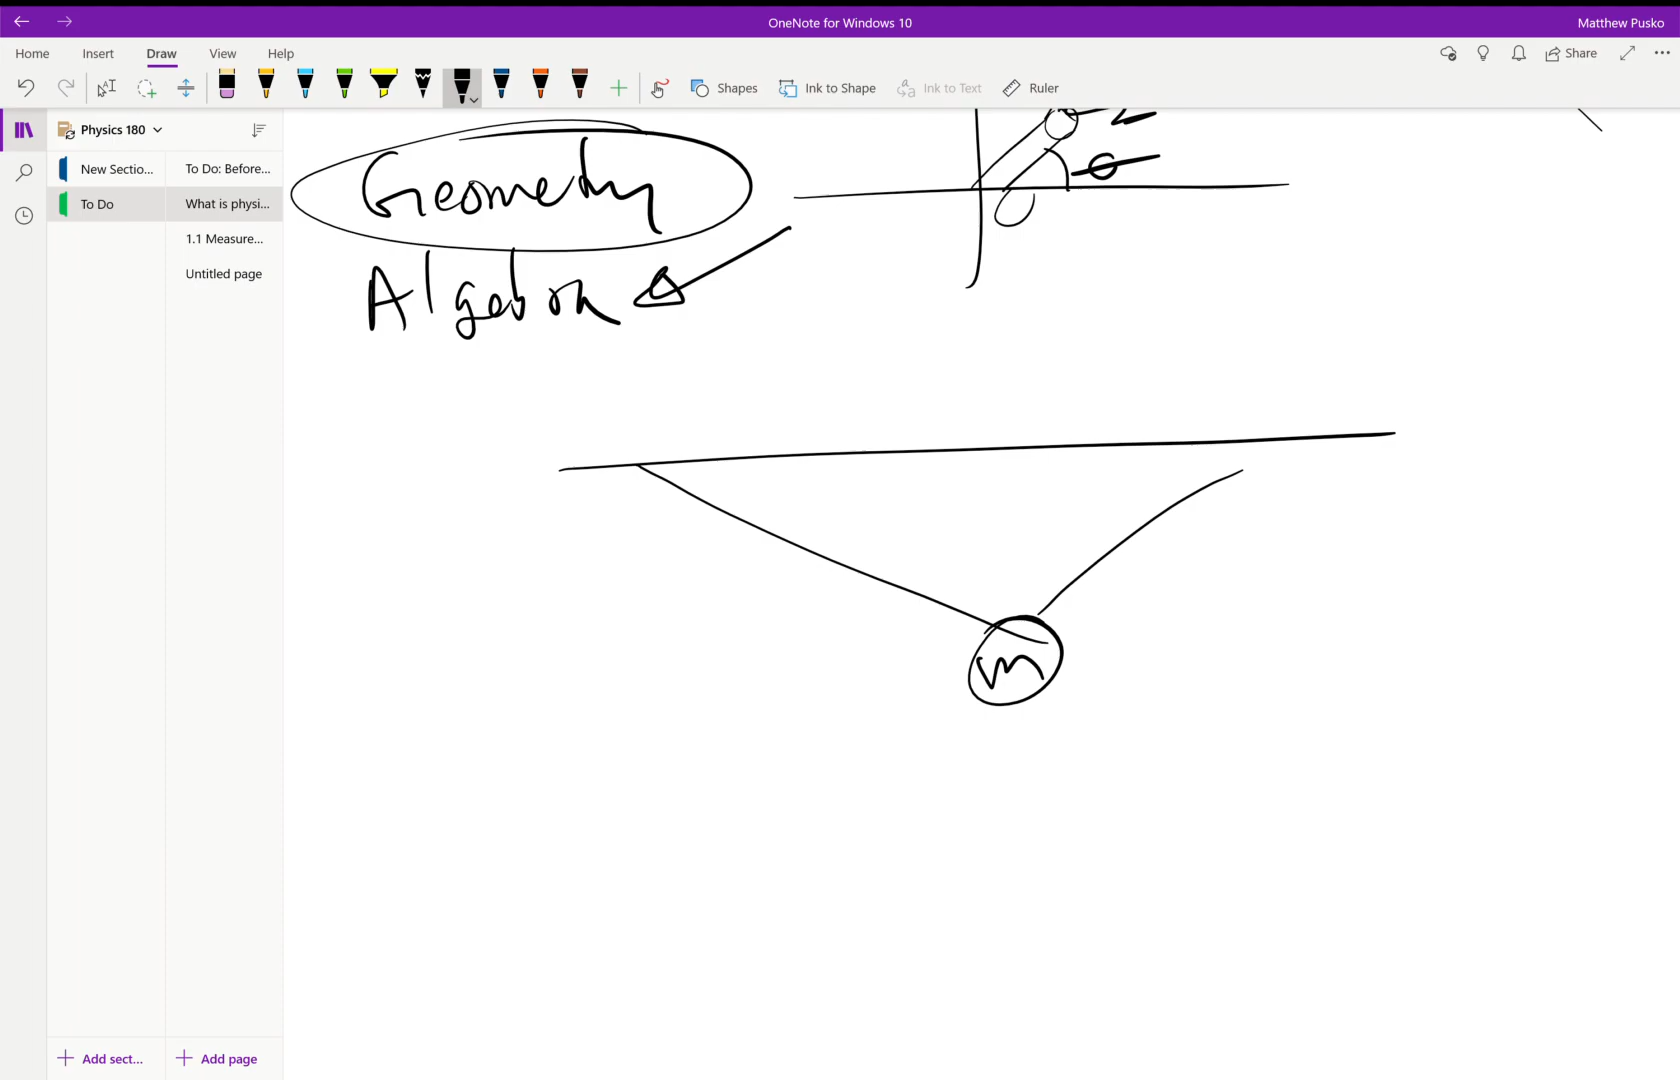 OneNote for Windows 10
Matthew Pusko
Home Insert Draw View Help
Share
Shapes Ink to Shape Ink to Text Ruler
Physics 180
New Sectio...
To Do
To Do: Before...
What is physi...
1.1 Measure...
Untitled page
Geometry
Algebra
θ
m
Add sect...
Add page